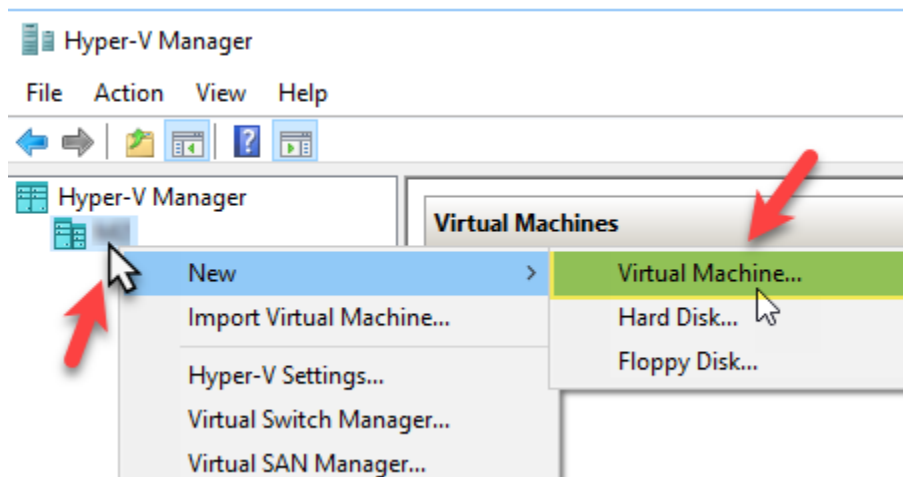 Hyper-V Manager
File Action View Help
Hyper-V Manager
Virtual Machines
New
Virtual Machine...
Import Virtual Machine...
Hard Disk...
Floppy Disk...
Hyper-V Settings...
Virtual Switch Manager...
Virtual SAN Manager...